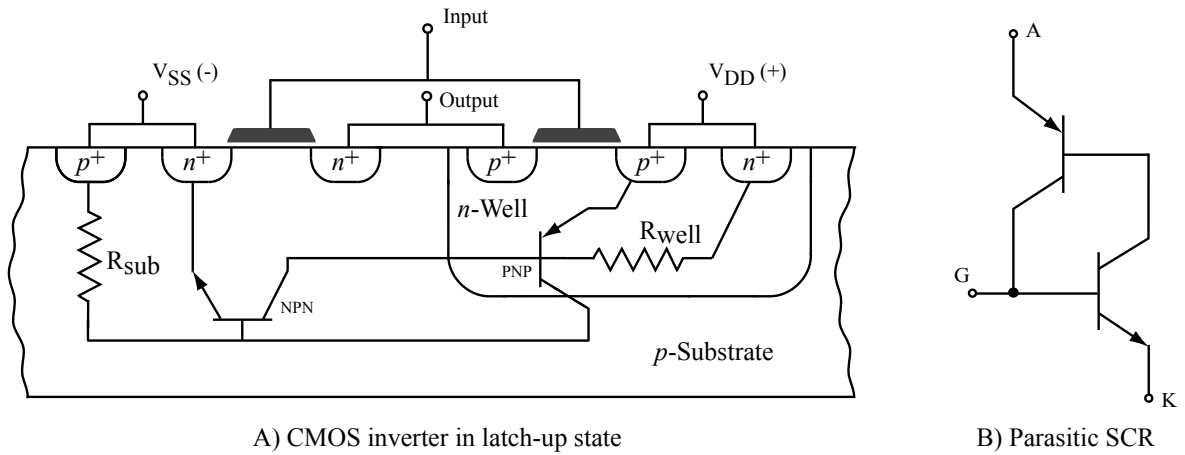 Input
V_SS (-)
V_DD (+)
Output
p+
n+
n+
p+
p+
n+
n-Well
R_sub
R_well
PNP
NPN
p-Substrate
A) CMOS inverter in latch-up state
A
G
K
B) Parasitic SCR